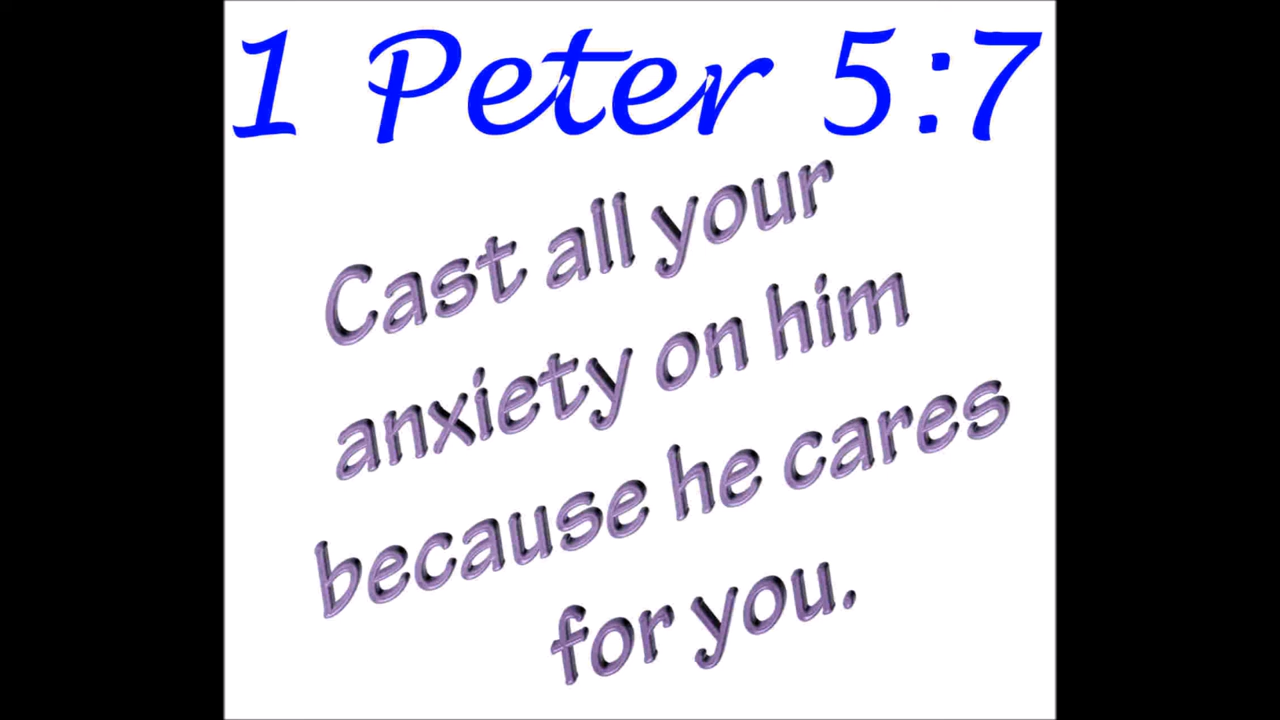 1 Peter 5:7
Cast all your
anxiety on him
because he cares
for you.